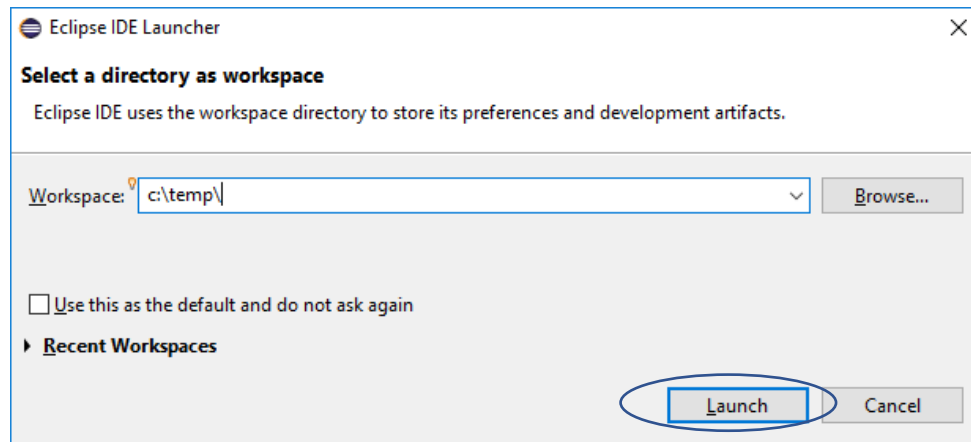 Eclipse IDE Launcher
Select a directory as workspace
Eclipse IDE uses the workspace directory to store its preferences and development artifacts.
Workspace: c:\temp\ Browse...
Use this as the default and do not ask again
Recent Workspaces
Launch Cancel